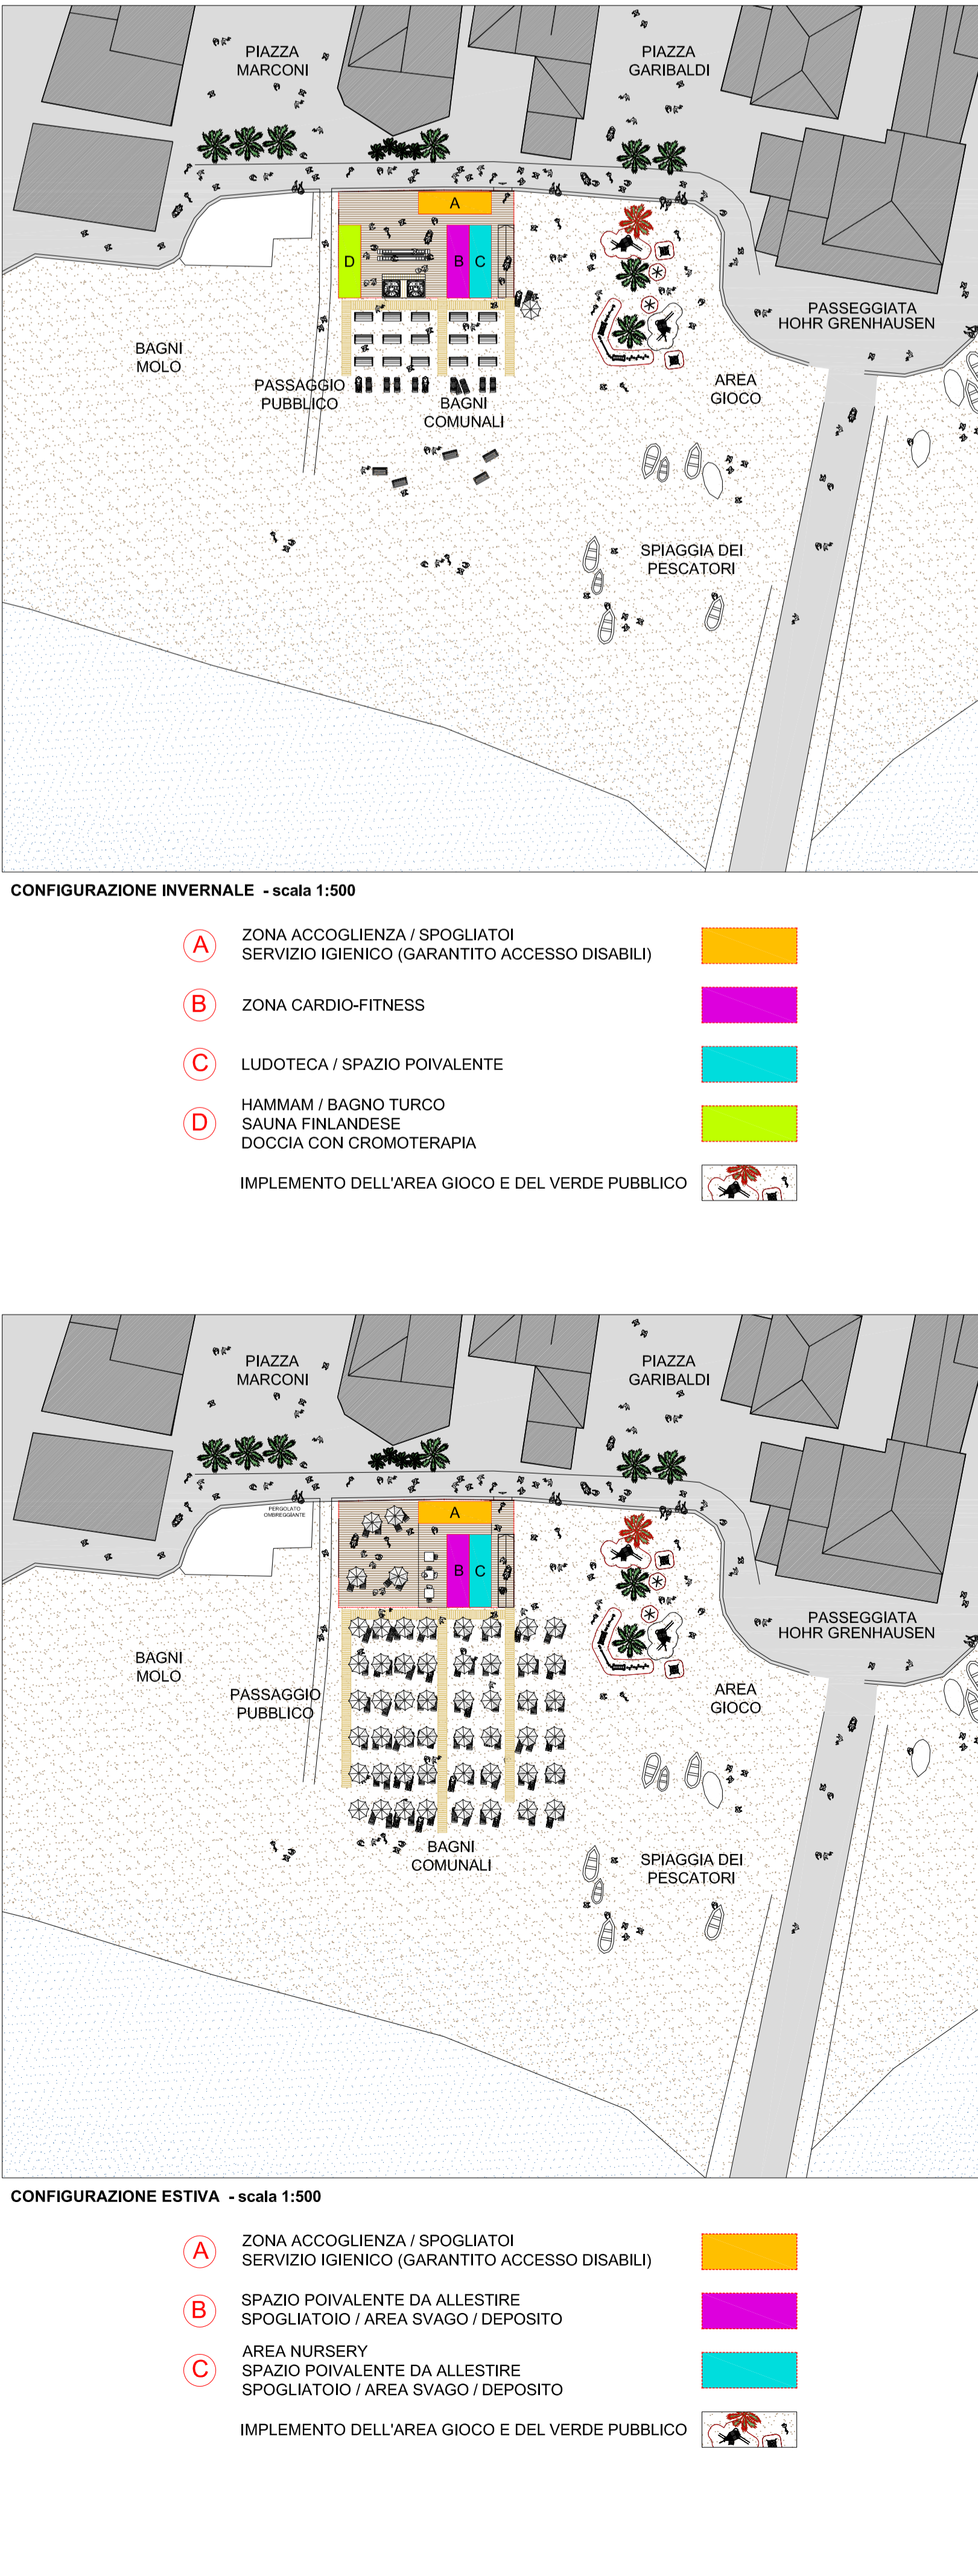 PIAZZA
MARCONI
PIAZZA
GARIBALDI
A
D
B
C
PASSEGGIATA
HOHR GRENHAUSEN
BAGNI
MOLO
PASSAGGIO
PUBBLICO
BAGNI
COMUNALI
AREA
GIOCO
SPIAGGIA DEI
PESCATORI
CONFIGURAZIONE INVERNALE - scala 1:500
A
ZONA ACCOGLIENZA / SPOGLIATOI
SERVIZIO IGIENICO (GARANTITO ACCESSO DISABILI)
B
ZONA CARDIO-FITNESS
C
LUDOTECA / SPAZIO POIVALENTE
D
HAMMAM / BAGNO TURCO
SAUNA FINLANDESE
DOCCIA CON CROMOTERAPIA
IMPLEMENTO DELL'AREA GIOCO E DEL VERDE PUBBLICO
PIAZZA
MARCONI
PIAZZA
GARIBALDI
PERGOLATO
OMBREGGIANTE
A
B
C
PASSEGGIATA
HOHR GRENHAUSEN
BAGNI
MOLO
PASSAGGIO
PUBBLICO
AREA
GIOCO
BAGNI
COMUNALI
SPIAGGIA DEI
PESCATORI
CONFIGURAZIONE ESTIVA - scala 1:500
A
ZONA ACCOGLIENZA / SPOGLIATOI
SERVIZIO IGIENICO (GARANTITO ACCESSO DISABILI)
B
SPAZIO POIVALENTE DA ALLESTIRE
SPOGLIATOIO / AREA SVAGO / DEPOSITO
C
AREA NURSERY
SPAZIO POIVALENTE DA ALLESTIRE
SPOGLIATOIO / AREA SVAGO / DEPOSITO
IMPLEMENTO DELL'AREA GIOCO E DEL VERDE PUBBLICO